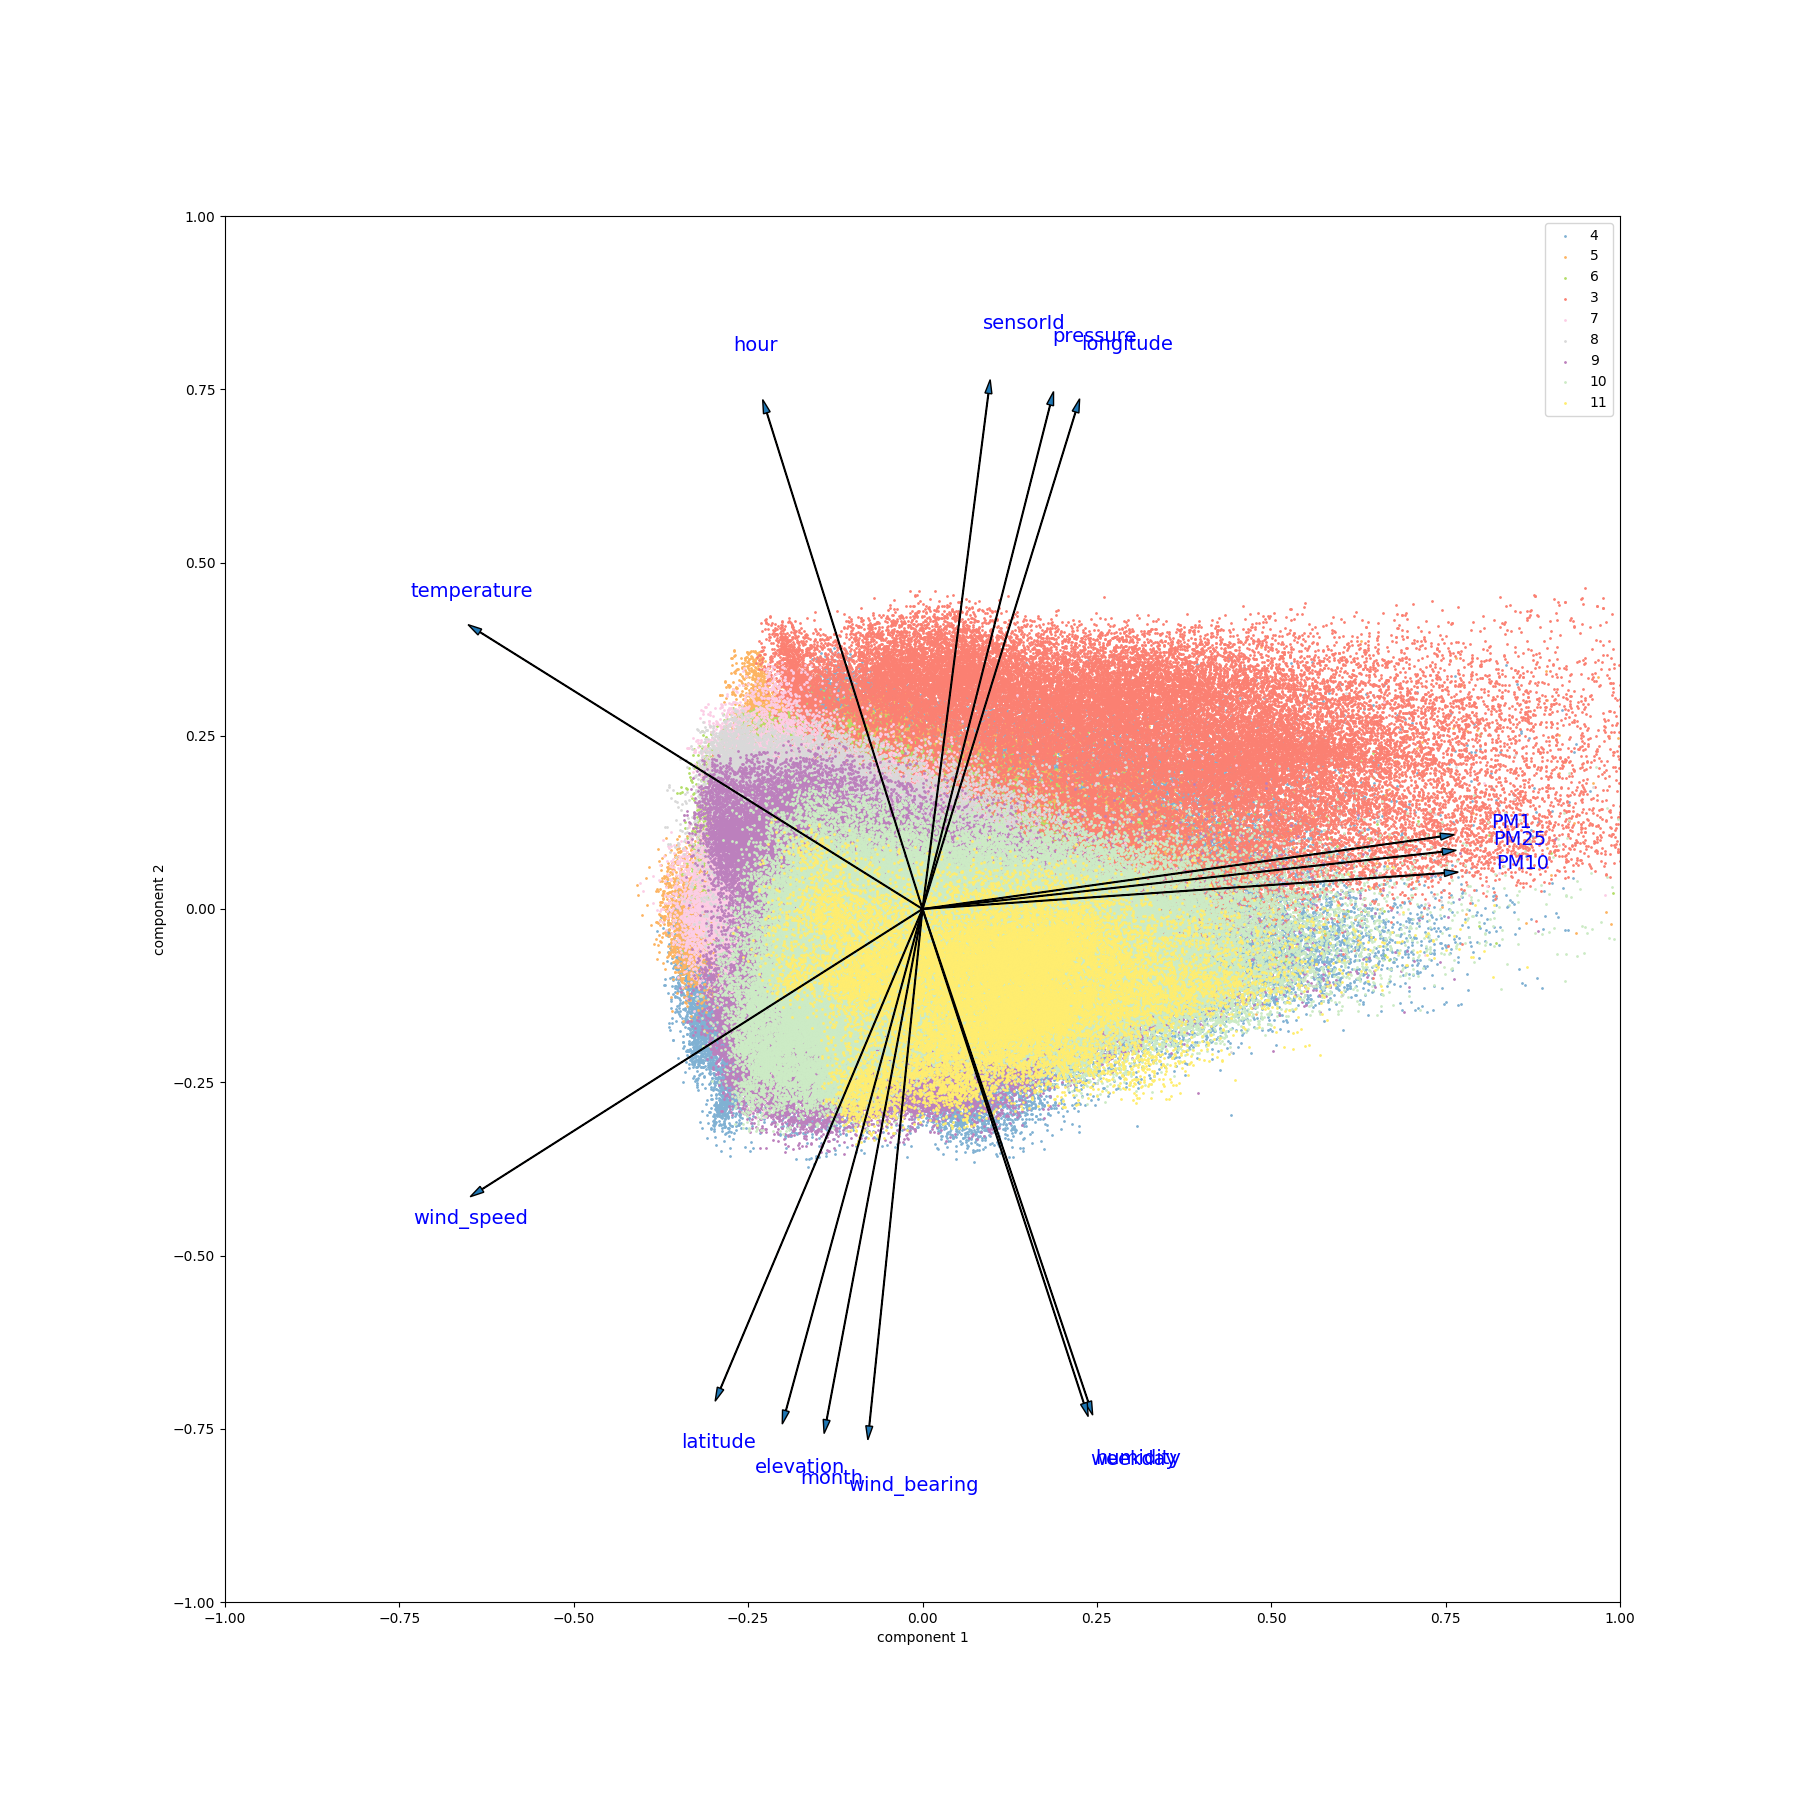 1.00
0.75
0.50
0.25
0.00
−0.25
−0.50
−0.75
−1.00
component 2
−1.00
−0.75
−0.50
−0.25
0.00
0.25
0.50
0.75
1.00
component 1
4
5
6
3
7
8
9
10
11
sensorId
pressure
longitude
hour
temperature
PM1
PM25
PM10
wind_speed
latitude
elevation
month
wind_bearing
humidity
weekday